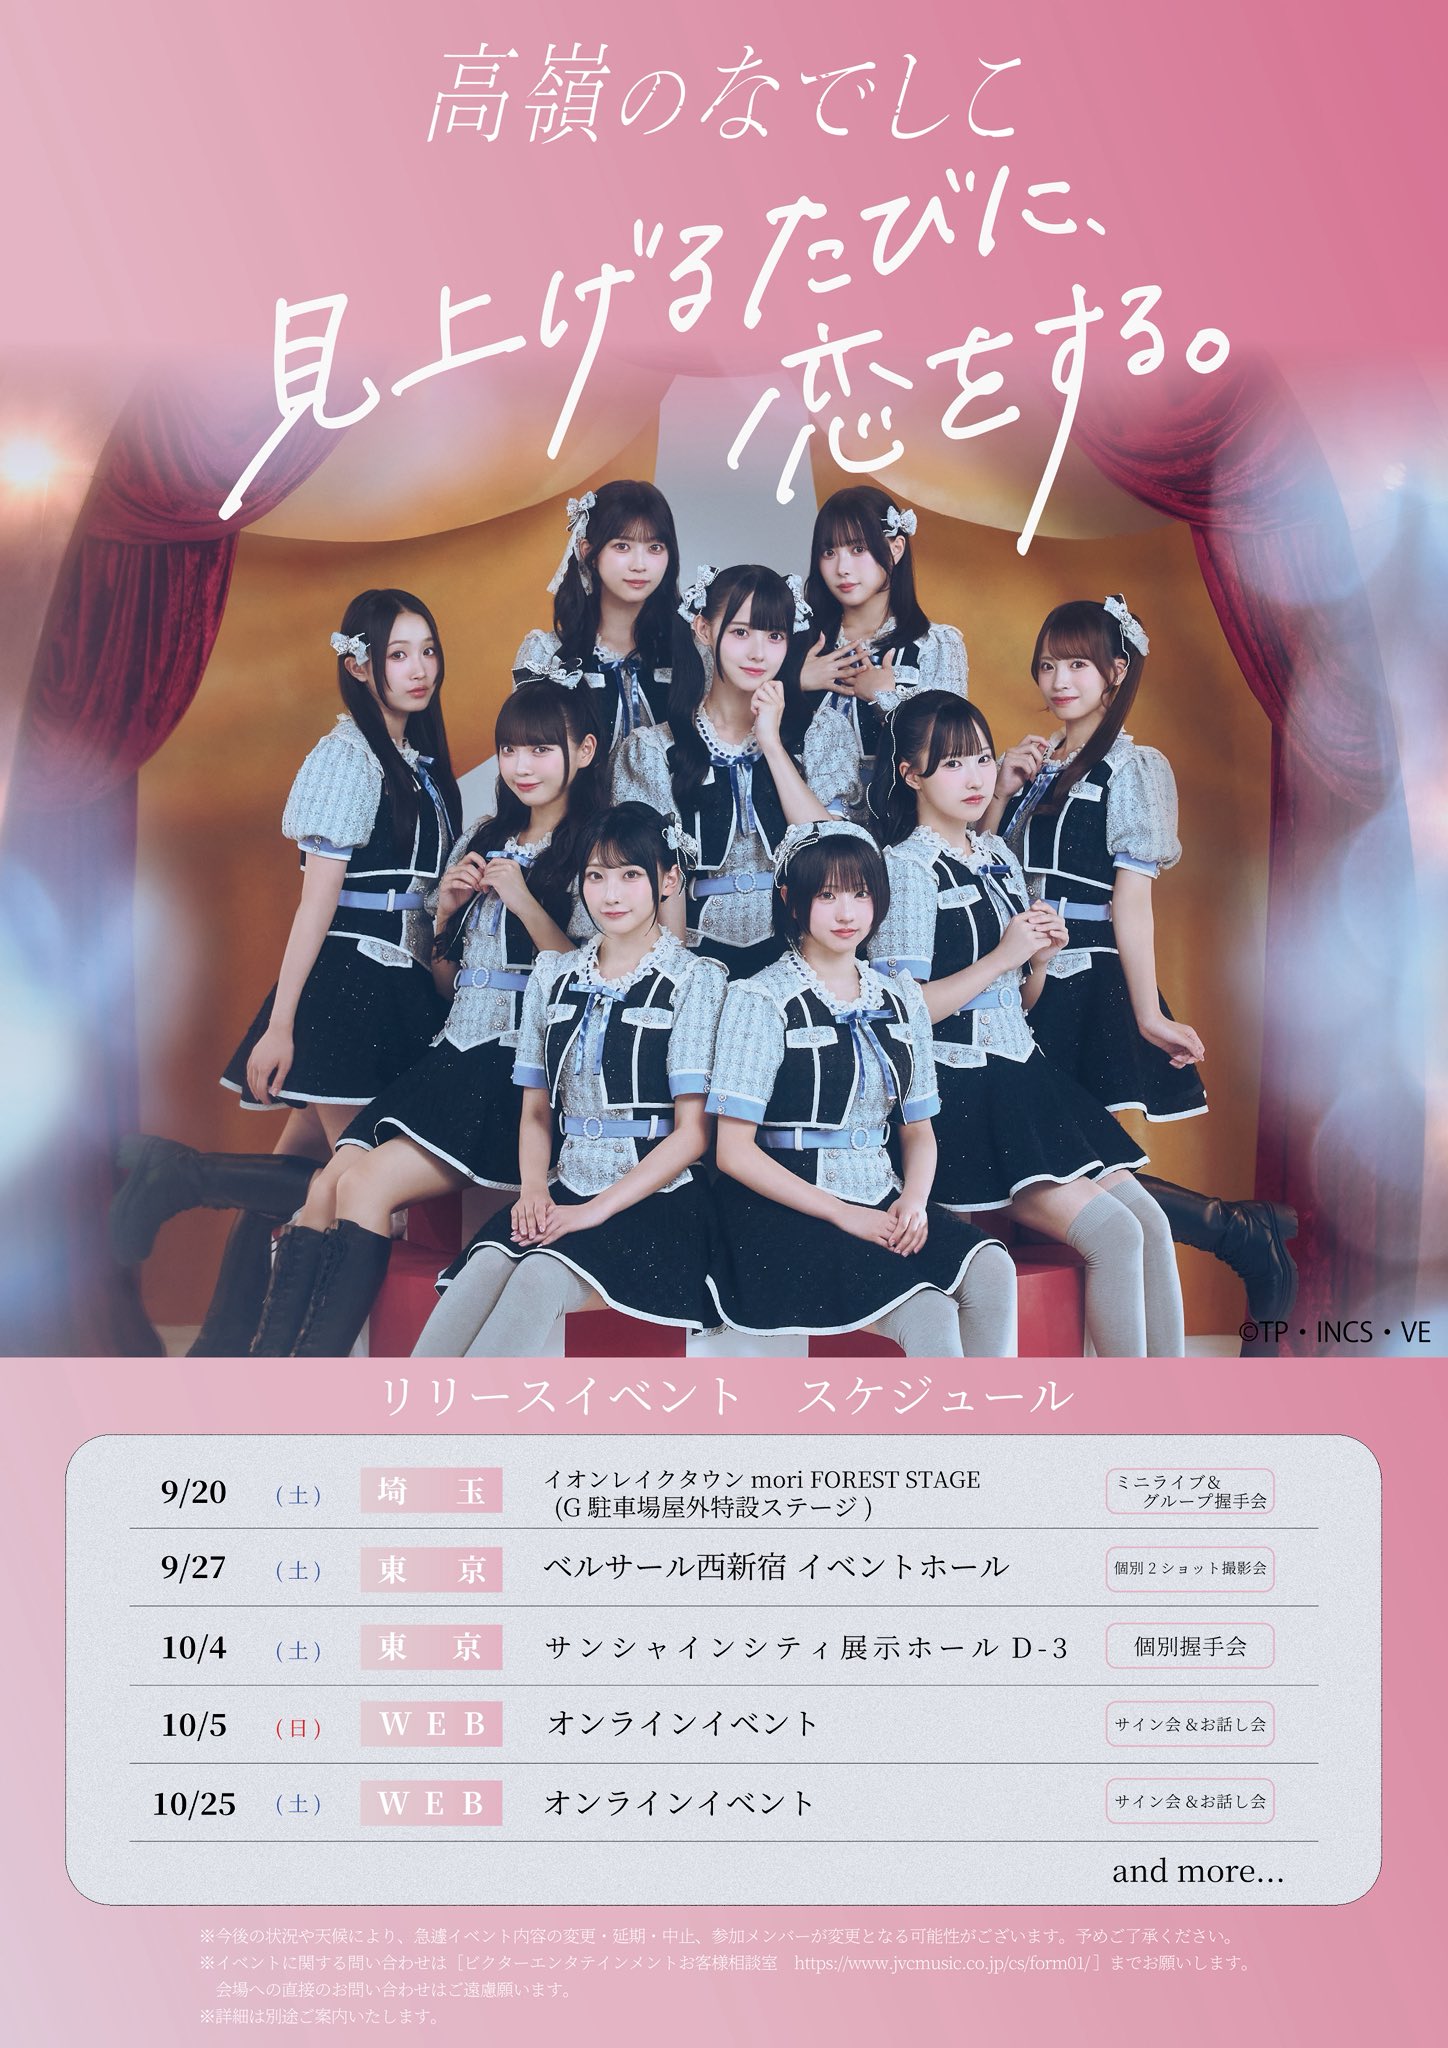 高嶺のなでしこ
見上げるたびに、
恋をする。
©TP・INCS・VE
リリースイベント　スケジュール
9/20 (土) 埼玉 イオンレイクタウン mori FOREST STAGE
(G 駐車場屋外特設ステージ)
ミニライブ＆
グループ握手会
9/27 (土) 東京 ベルサール西新宿 イベントホール 個別2ショット撮影会
10/4 (土) 東京 サンシャインシティ展示ホール D-3 個別握手会
10/5 (日) WEB オンラインイベント サイン会&お話し会
10/25 (土) WEB オンラインイベント サイン会&お話し会
and more...
※今後の状況や天候により、急遽イベント内容の変更・延期・中止、参加メンバーが変更となる可能性がございます。予めご了承ください。
※イベントに関する問い合わせは［ビクターエンタテインメントお客様相談室　https://www.jvcmusic.co.jp/cs/form01/］までお願いします。
会場への直接のお問い合わせはご遠慮願います。
※詳細は別途ご案内いたします。